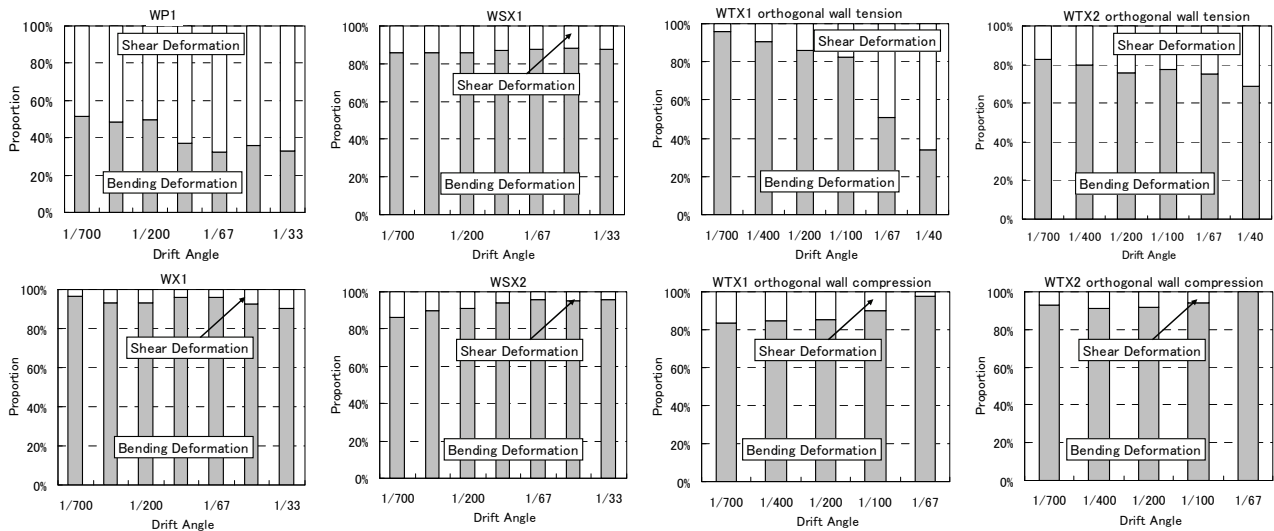 WP1
100%
80%
60%
40%
20%
0%
Proportion
Shear Deformation
Bending Deformation
1/700 1/200 1/67 1/33
Drift Angle
WSX1
100%
80%
60%
40%
20%
0%
Proportion
Shear Deformation
Bending Deformation
1/700 1/200 1/67 1/33
Drift Angle
WTX1 orthogonal wall tension
100%
80%
60%
40%
20%
0%
Proportion
Shear Deformation
Bending Deformation
1/700 1/400 1/200 1/100 1/67 1/40
Drift Angle
WTX2 orthogonal wall tension
100%
80%
60%
40%
20%
0%
Proportion
Shear Deformation
Bending Deformation
1/700 1/400 1/200 1/100 1/67 1/40
Drift Angle
WX1
100%
80%
60%
40%
20%
0%
Proportion
Shear Deformation
Bending Deformation
1/700 1/200 1/67 1/33
Drift Angle
WSX2
100%
80%
60%
40%
20%
0%
Proportion
Shear Deformation
Bending Deformation
1/700 1/200 1/67 1/33
Drift Angle
WTX1 orthogonal wall compression
100%
80%
60%
40%
20%
0%
Proportion
Shear Deformation
Bending Deformation
1/700 1/400 1/200 1/100 1/67
Drift Angle
WTX2 orthogonal wall compression
100%
80%
60%
40%
20%
0%
Proportion
Shear Deformation
Bending Deformation
1/700 1/400 1/200 1/100 1/67
Drift Angle